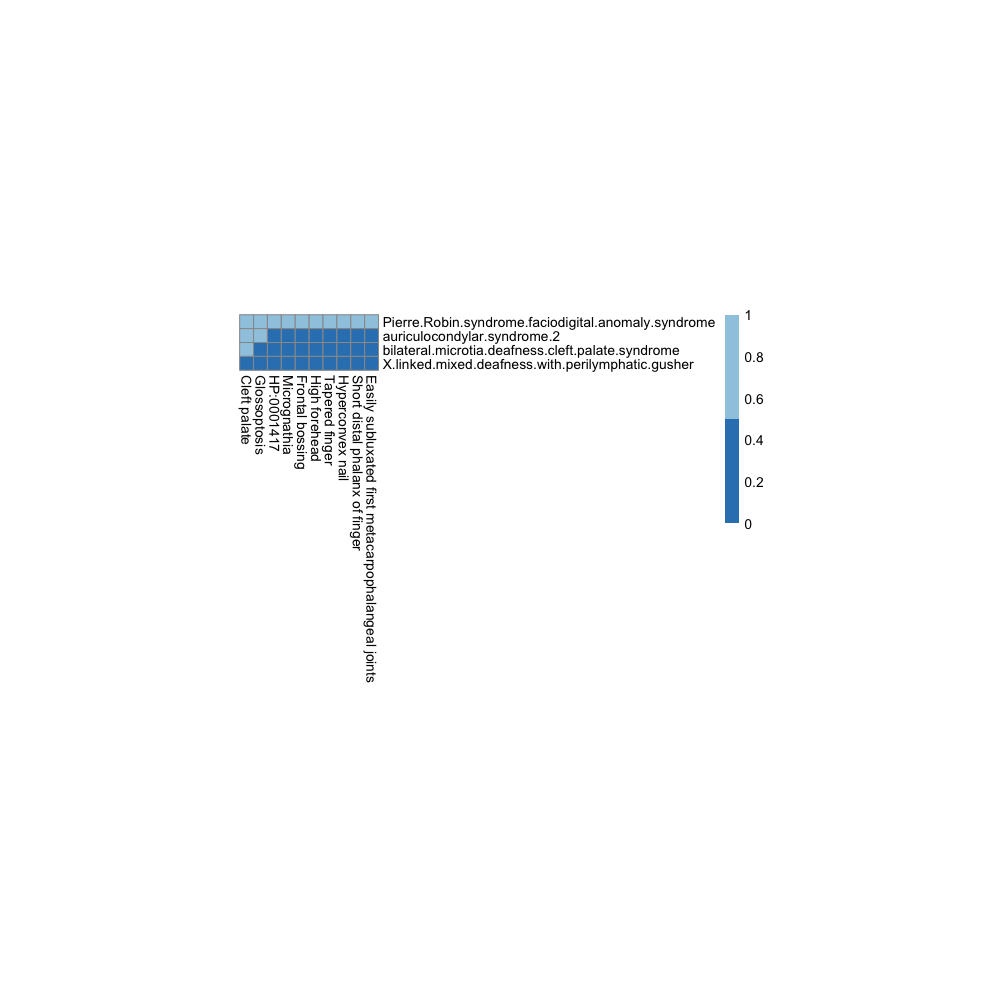 Pierre.Robin.syndrome.faciodigital.anomaly.syndrome
auriculocondylar.syndrome.2
bilateral.microtia.deafness.cleft.palate.syndrome
X.linked.mixed.deafness.with.perilymphatic.gusher
Cleft palate
Glossoptosis
HP:0001417
Micrognathia
Frontal bossing
High forehead
Tapered finger
Hyperconvex nail
Short distal phalanx of finger
Easily subluxated first metacarpophalangeal joints
1
0.8
0.6
0.4
0.2
0